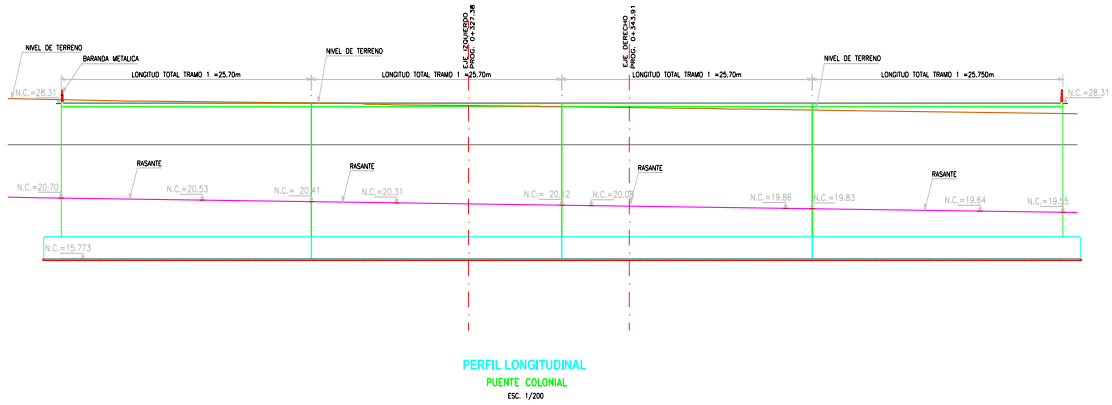 EJE IZQUIERDO
PROG. 0+327.38
EJE DERECHO
PROG. 0+343.91
NIVEL DE TERRENO
BARANDA METALICA
NIVEL DE TERRENO
NIVEL DE TERRENO
LONGITUD TOTAL TRAMO 1 =25.70m
LONGITUD TOTAL TRAMO 1 =25.70m
LONGITUD TOTAL TRAMO 1 =25.70m
LONGITUD TOTAL TRAMO 1 =25.750m
N.C.=28.31
N.C.=28.31
RASANTE
RASANTE
RASANTE
RASANTE
N.C.=20.70
N.C.=20.53
N.C.= 20.41
N.C.=20.31
N.C.= 20.12
N.C.=20.08
N.C.=19.86
N.C.=19.83
N.C.=19.64
N.C.=19.55
N.C.=15.773
PERFIL LONGITUDINAL
PUENTE COLONIAL
ESC. 1/200